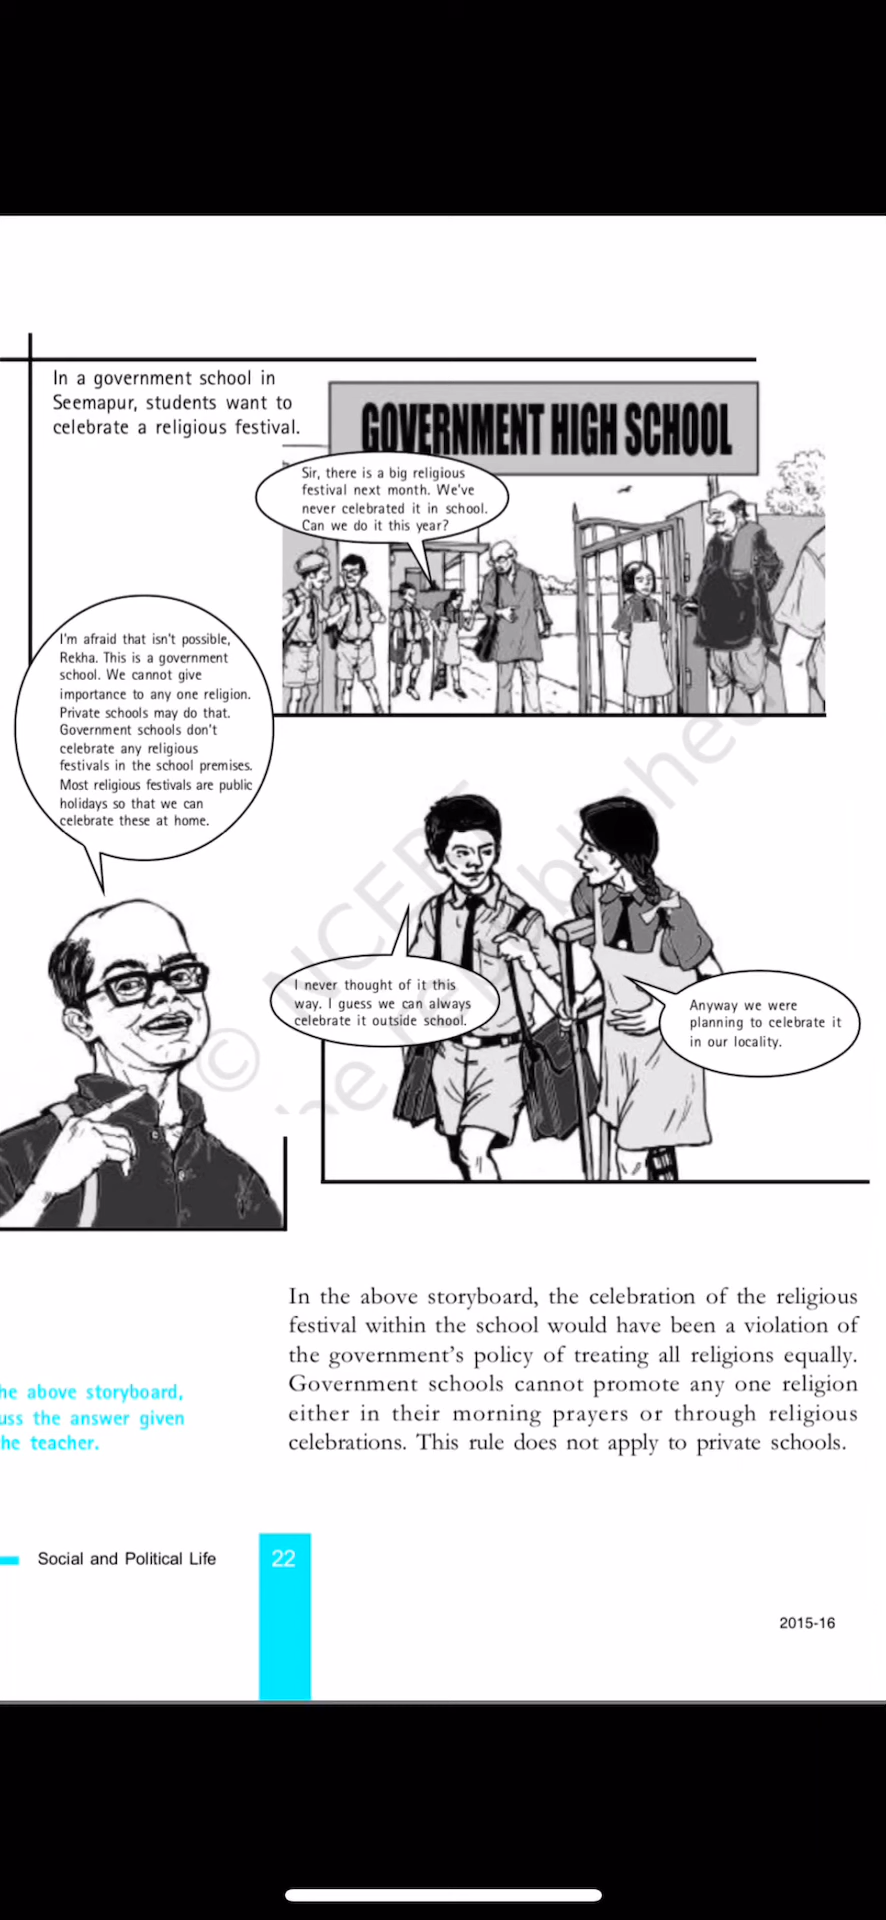 In a government school in
Seemapur, students want to
celebrate a religious festival.
GOVERNMENT HIGH SCHOOL
Sir, there is a big religious
festival next month. We've
never celebrated it in school.
Can we do it this year?
I'm afraid that isn't possible,
Rekha. This is a government
school. We cannot give
importance to any one religion.
Private schools may do that.
Government schools don't
celebrate any religious
festivals in the school premises.
Most religious festivals are public
holidays so that we can
celebrate these at home.
I never thought of it this
way. I guess we can always
celebrate it outside school.
Anyway we were
planning to celebrate it
in our locality.
© NCERT
be republished
In the above storyboard, the celebration of the religious
festival within the school would have been a violation of
the government's policy of treating all religions equally.
Government schools cannot promote any one religion
either in their morning prayers or through religious
celebrations. This rule does not apply to private schools.
he above storyboard,
uss the answer given
he teacher.
Social and Political Life
22
2015-16